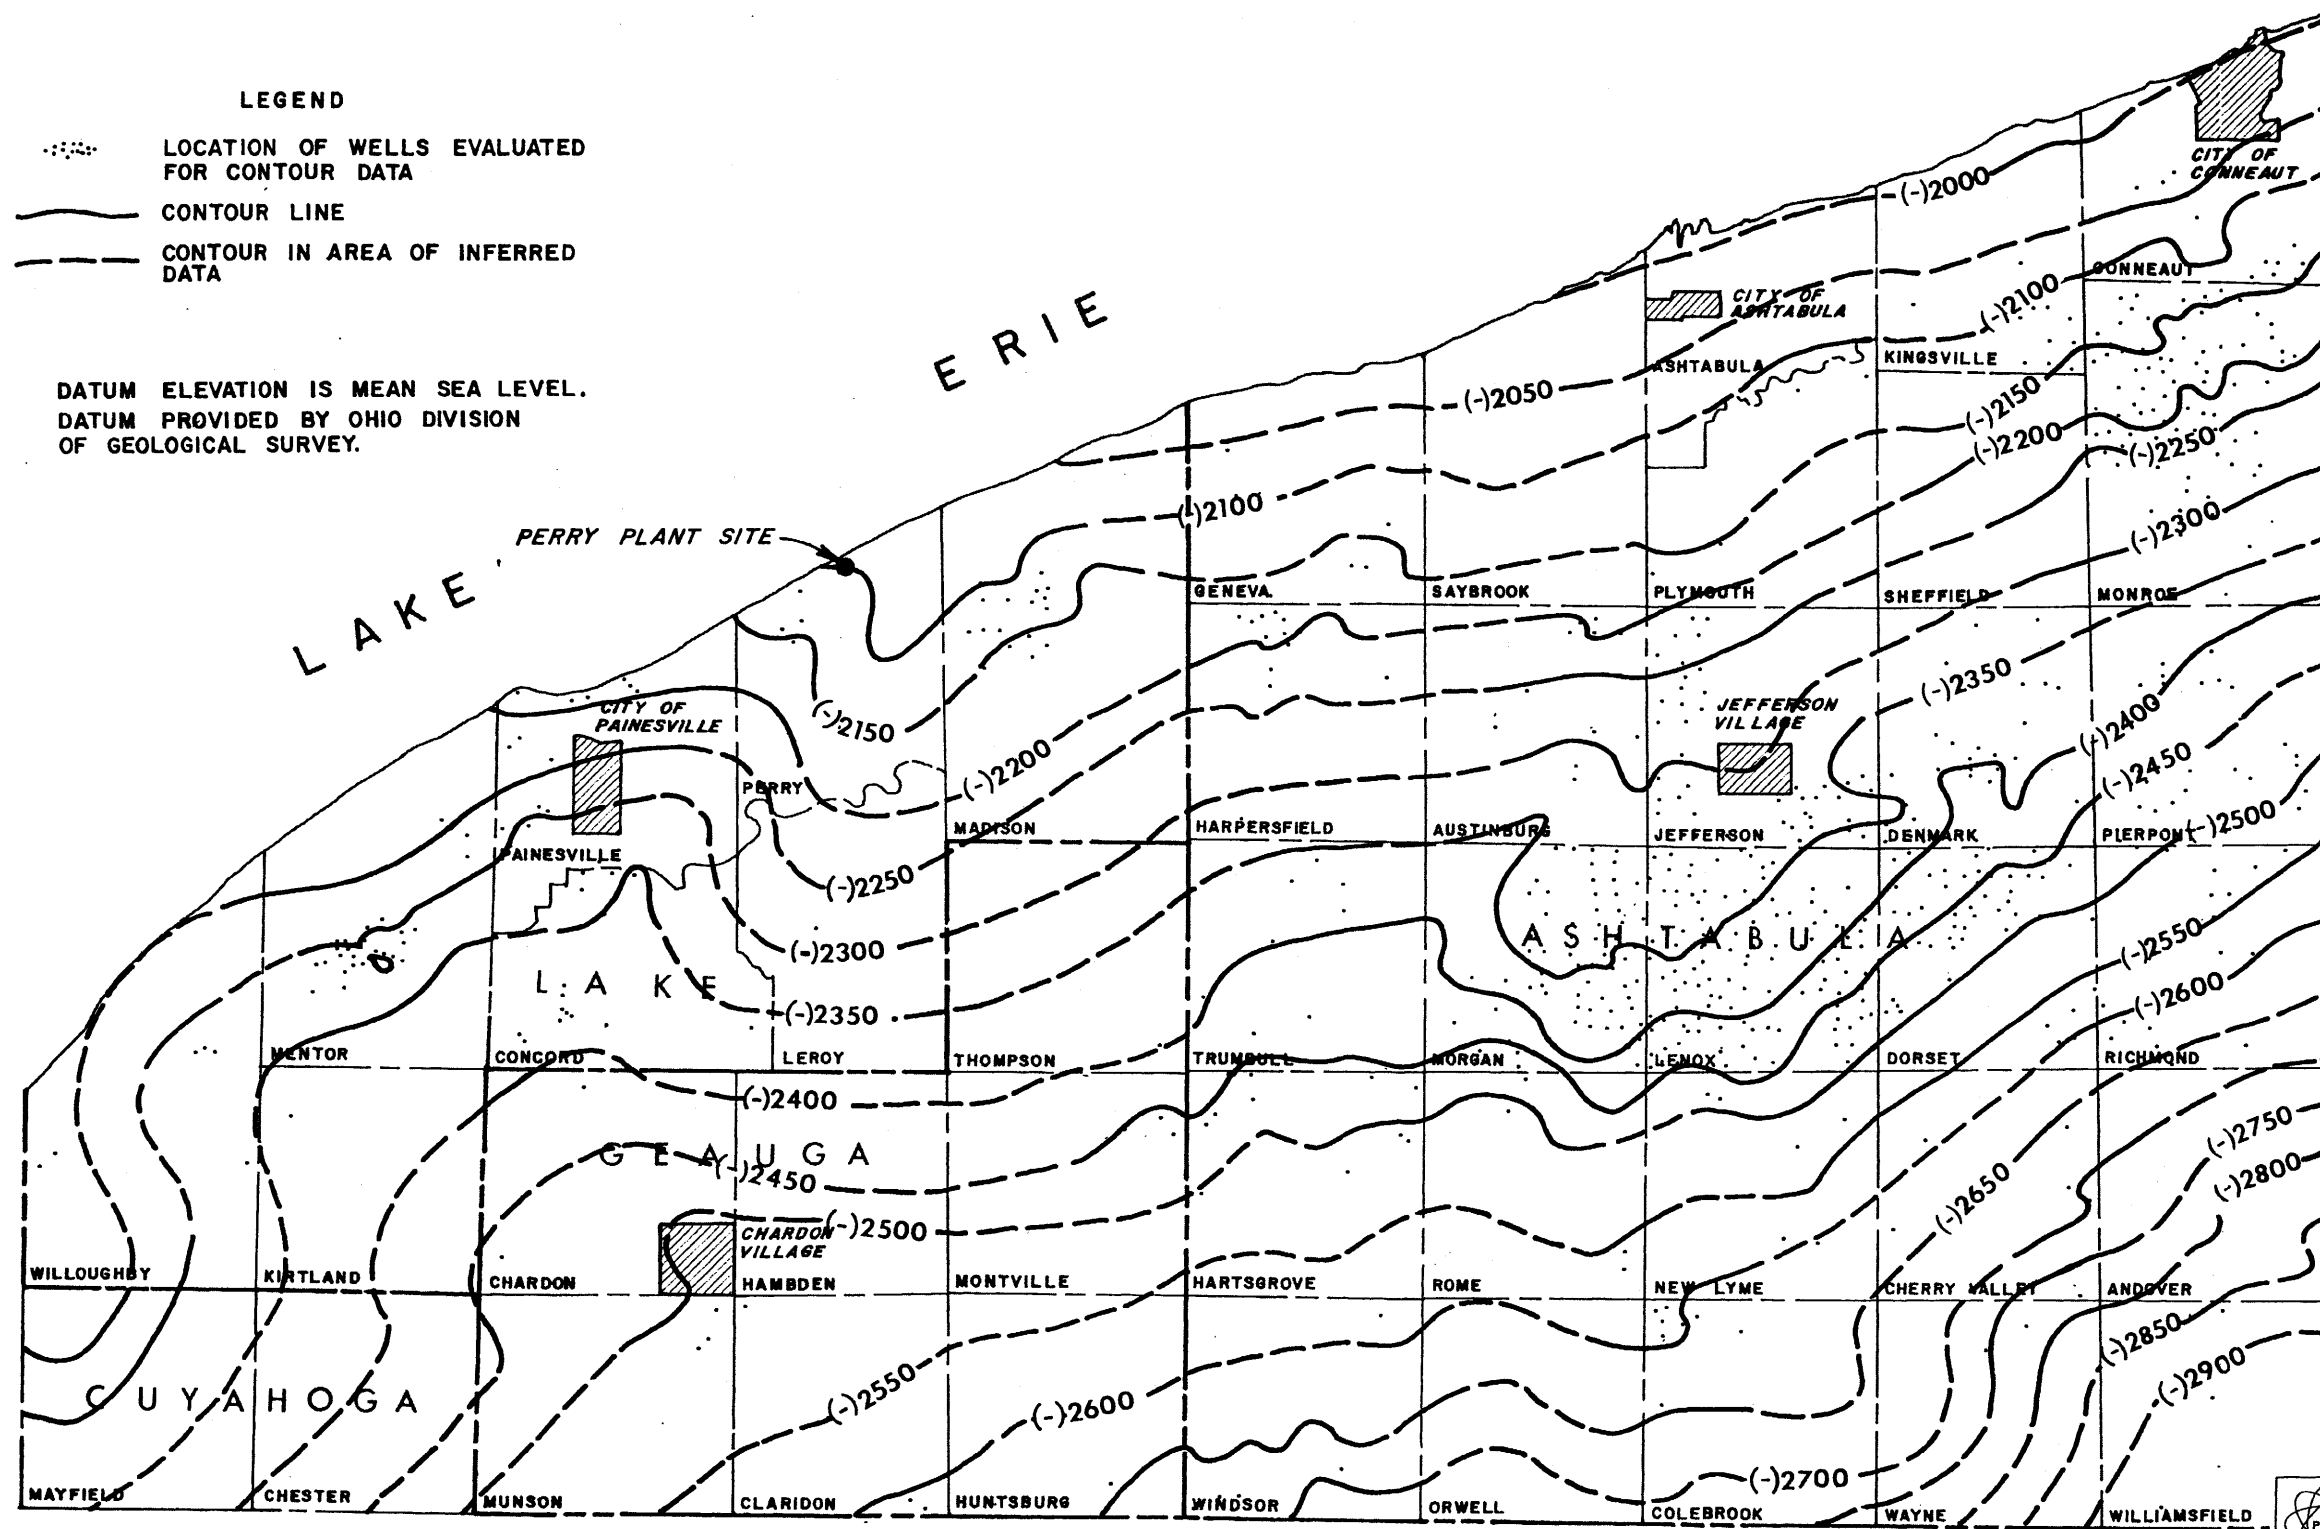 LEGEND
LOCATION OF WELLS EVALUATED
FOR CONTOUR DATA
CONTOUR LINE
CONTOUR IN AREA OF INFERRED
DATA
DATUM ELEVATION IS MEAN SEA LEVEL.
DATUM PROVIDED BY OHIO DIVISION
OF GEOLOGICAL SURVEY.
LAKE ERIE
PERRY PLANT SITE
CITY OF
CONNEAUT
(-)2000
CONNEAUT
(-)2100
CITY OF
ASHTABULA
ASHTABULA
KINGSVILLE
(-)2050
(-)2150
(-)2200
(-)2250
(-)2100
(-)2300
GENEVA.
SAYBROOK
PLYMOUTH
SHEFFIELD
MONROE
(-)2350
CITY OF
PAINESVILLE
(-)2150
JEFFERSON
VILLAGE
(-)2400
(-)2200
(-)2450
PERRY
(-)2500
MADISON
HARPERSFIELD
AUSTINBURG
JEFFERSON
DENMARK
PIERPONT
PAINESVILLE
(-)2250
(-)2300
ASHTABULA
(-)2550
LAKE
(-)2600
(-)2350
MENTOR
CONCORD
LEROY
THOMPSON
TRUMBULL
MORGAN
LENOX
DORSET
RICHMOND
(-)2400
(-)2750
GEAUGA
(-)2450
(-)2800
(-)2650
(-)2500
CHARDON
VILLAGE
WILLOUGHBY
KIRTLAND
CHARDON
HAMBDEN
MONTVILLE
HARTSGROVE
ROME
NEW LYME
CHERRY VALLEY
ANDOVER
(-)2850
(-)2900
CUYAHOGA
(-)2550
(-)2600
(-)2700
MAYFIELD
CHESTER
MUNSON
CLARIDON
HUNTSBURG
WINDSOR
ORWELL
COLEBROOK
WAYNE
WILLIAMSFIELD